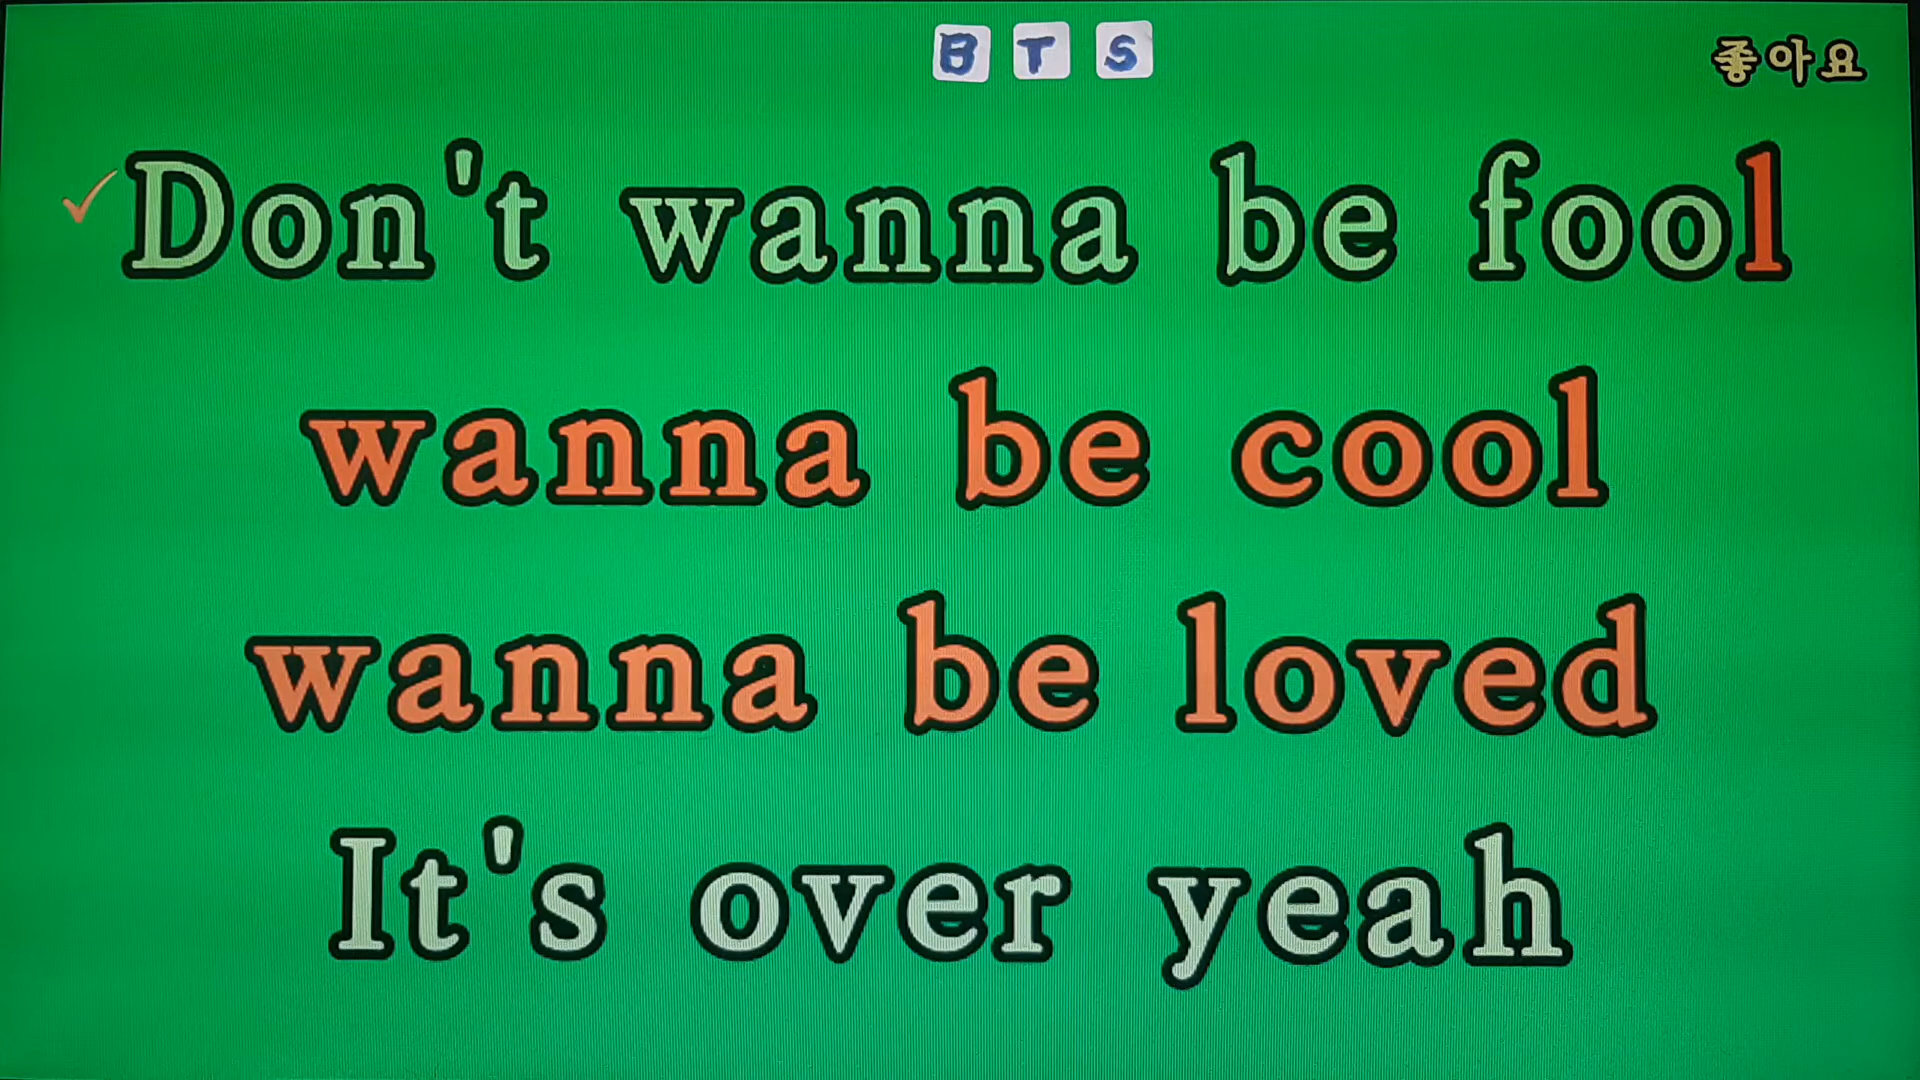 B T S
좋아요
Don't wanna be fool
wanna be cool
wanna be loved
It's over yeah